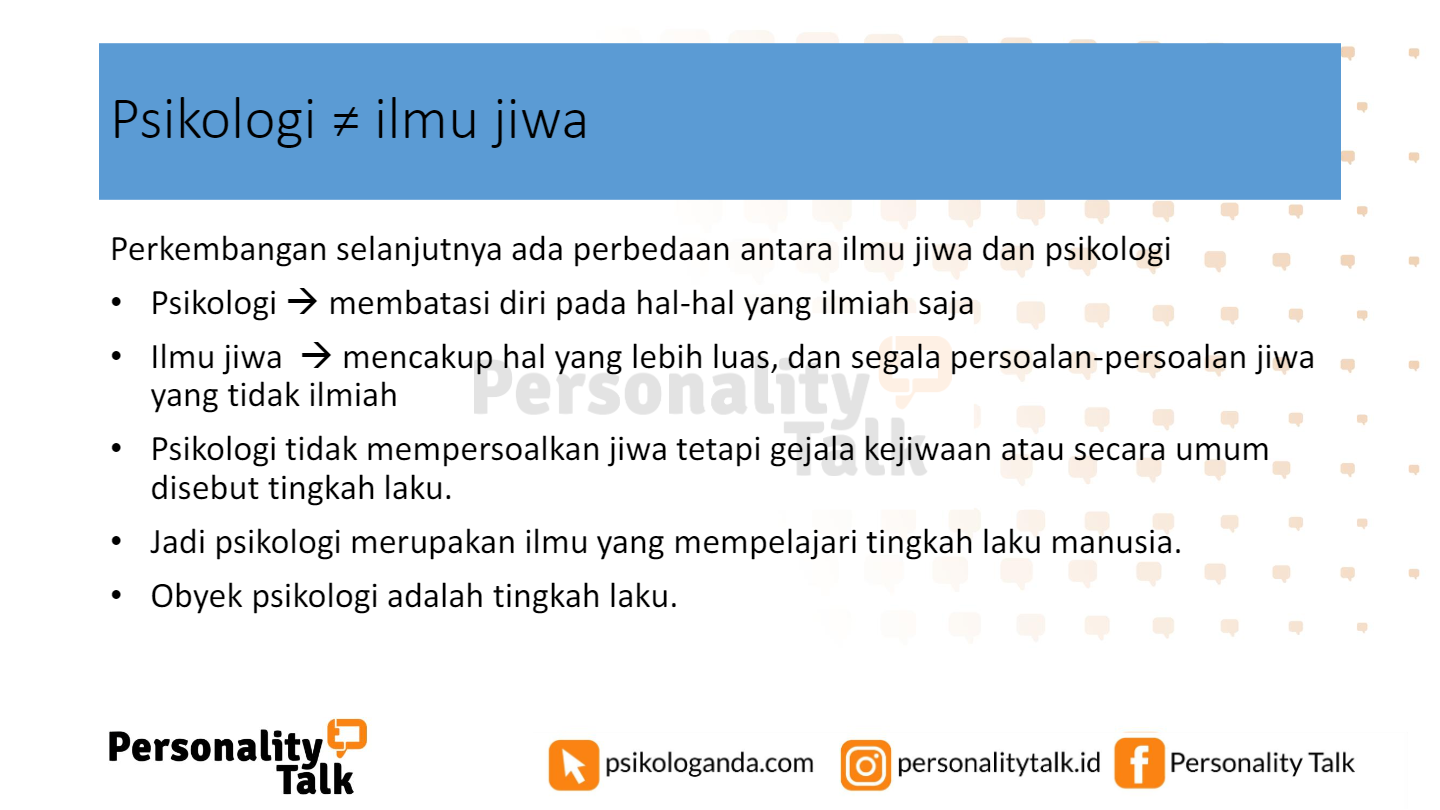 Psikologi ≠ ilmu jiwa
Perkembangan selanjutnya ada perbedaan antara ilmu jiwa dan psikologi
• Psikologi → membatasi diri pada hal-hal yang ilmiah saja
• Ilmu jiwa → mencakup hal yang lebih luas, dan segala persoalan-persoalan jiwa
yang tidak ilmiah
Personality
Talk
• Psikologi tidak mempersoalkan jiwa tetapi gejala kejiwaan atau secara umum
disebut tingkah laku.
• Jadi psikologi merupakan ilmu yang mempelajari tingkah laku manusia.
• Obyek psikologi adalah tingkah laku.
Personality
Talk
psikologanda.com
personalitytalk.id
Personality Talk